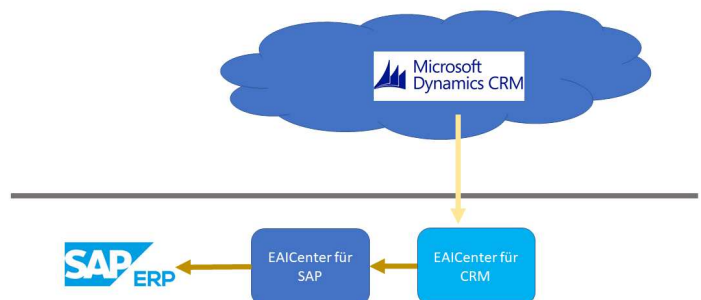 Microsoft
Dynamics CRM
SAP ERP
EAICenter für
SAP
EAICenter für
CRM